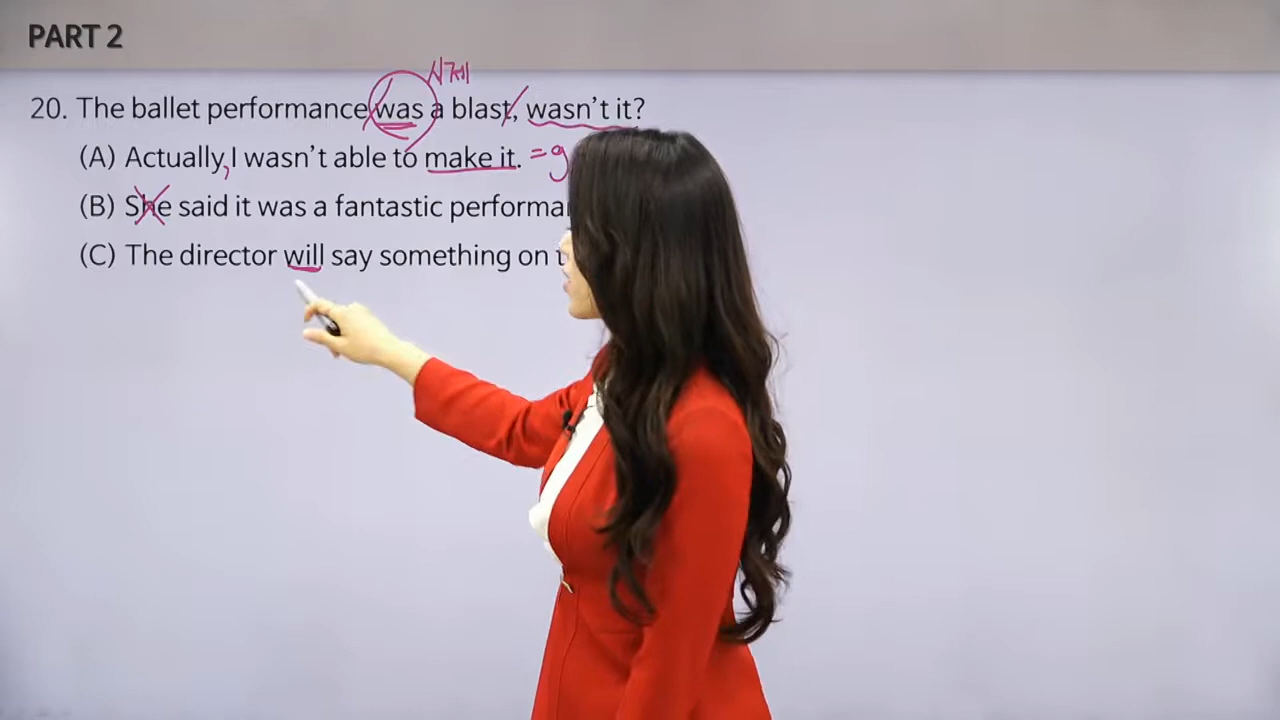 PART 2
시제
20. The ballet performance was a blast, wasn't it?
(A) Actually, I wasn't able to make it. = g
(B) She said it was a fantastic
(C) The director will say something on